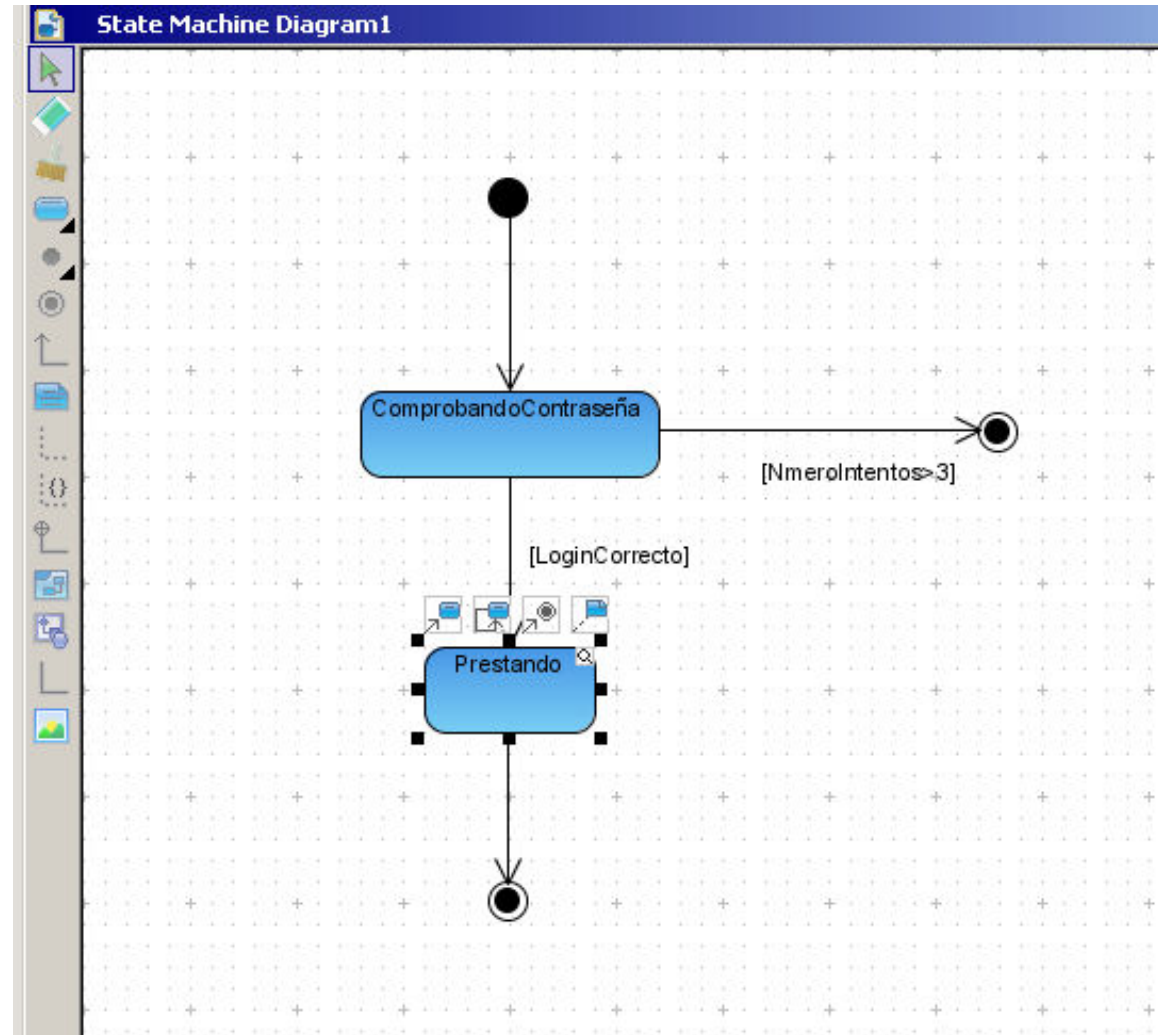 State Machine Diagram1
ComprobandoContraseña
[NmeroIntentos>3]
[LoginCorrecto]
Prestando